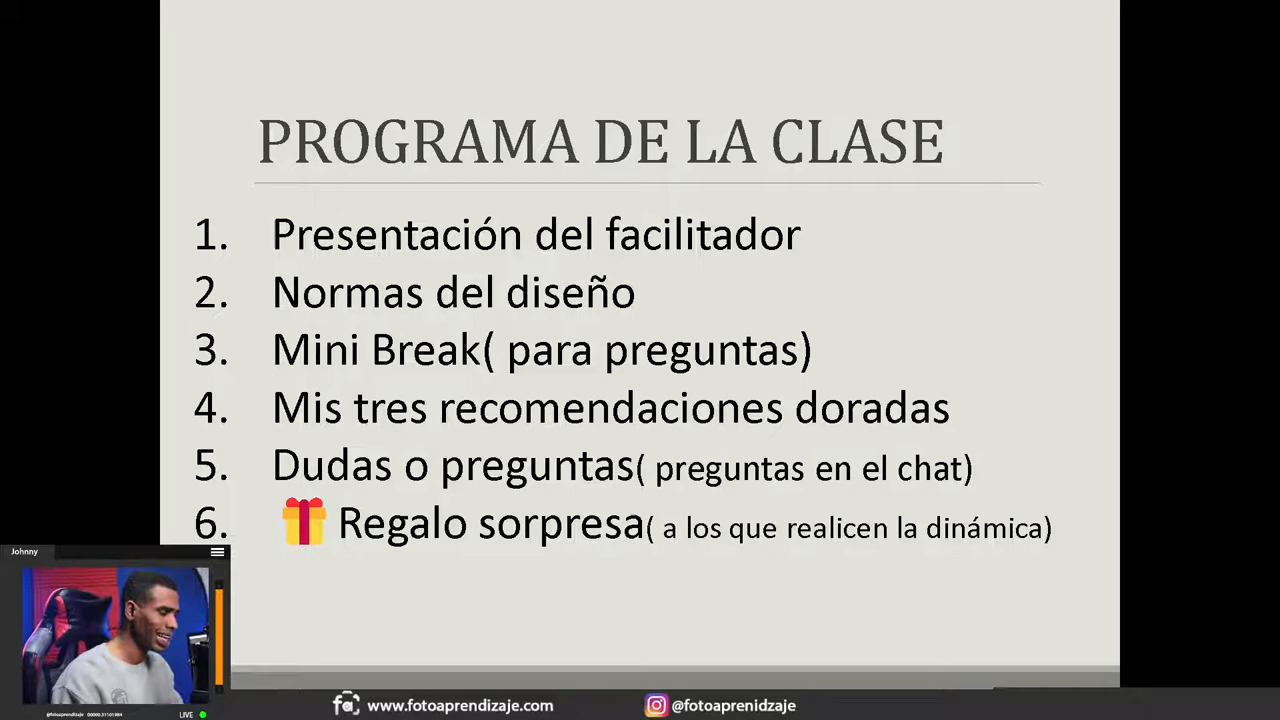 PROGRAMA DE LA CLASE
1. Presentación del facilitador
2. Normas del diseño
3. Mini Break( para preguntas)
4. Mis tres recomendaciones doradas
5. Dudas o preguntas( preguntas en el chat)
6. Regalo sorpresa( a los que realicen la dinámica)
Johnny
@fotoaprendizaje
LIVE
fa www.fotoaprendizaje.com
@fotoaprenidzaje